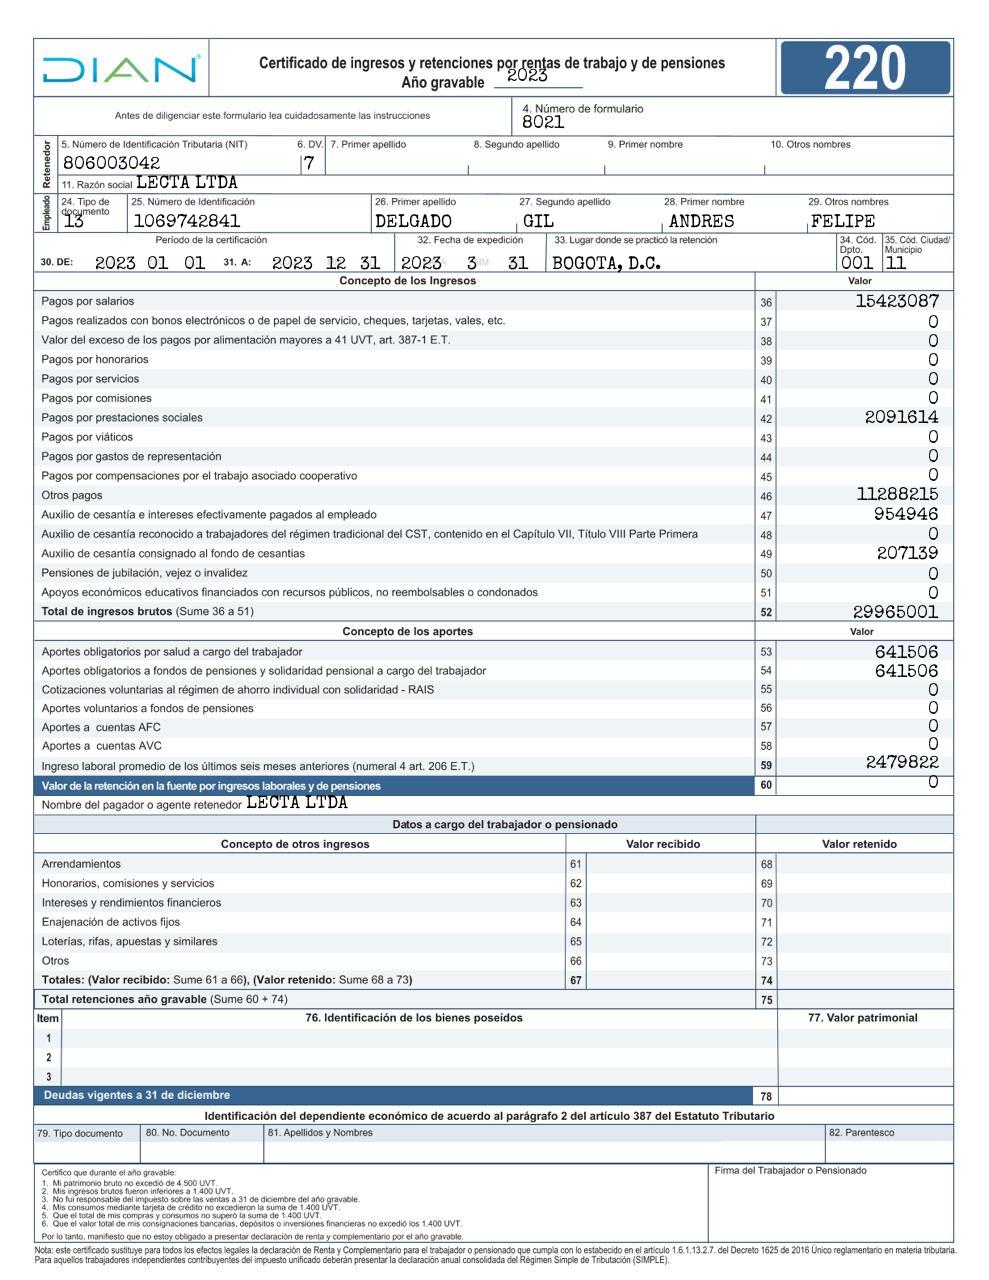 DIAN
Certificado de ingresos y retenciones por rentas de trabajo y de pensiones
Año gravable 2023
220
Antes de diligenciar este formulario lea cuidadosamente las instrucciones
4. Número de formulario
8021
Retenedor
5. Número de Identificación Tributaria (NIT) 6. DV. 7. Primer apellido 8. Segundo apellido 9. Primer nombre 10. Otros nombres
806003042 7
11. Razón social LECTA LTDA
Empleado
24. Tipo de documento 25. Número de Identificación 26. Primer apellido 27. Segundo apellido 28. Primer nombre 29. Otros nombres
13 1069742841 DELGADO GIL ANDRES FELIPE
Período de la certificación 32. Fecha de expedición 33. Lugar donde se practicó la retención 34. Cód. Dpto. 35. Cód. Ciudad/ Municipio
30. DE: 2023 01 01 31. A: 2023 12 31 2023 3 31 BOGOTA, D.C. 001 11
Concepto de los Ingresos Valor
Pagos por salarios 36 15423087
Pagos realizados con bonos electrónicos o de papel de servicio, cheques, tarjetas, vales, etc. 37 0
Valor del exceso de los pagos por alimentación mayores a 41 UVT, art. 387-1 E.T. 38 0
Pagos por honorarios 39 0
Pagos por servicios 40 0
Pagos por comisiones 41 0
Pagos por prestaciones sociales 42 2091614
Pagos por viáticos 43 0
Pagos por gastos de representación 44 0
Pagos por compensaciones por el trabajo asociado cooperativo 45 0
Otros pagos 46 11288215
Auxilio de cesantía e intereses efectivamente pagados al empleado 47 954946
Auxilio de cesantía reconocido a trabajadores del régimen tradicional del CST, contenido en el Capítulo VII, Título VIII Parte Primera 48 0
Auxilio de cesantía consignado al fondo de cesantias 49 207139
Pensiones de jubilación, vejez o invalidez 50 0
Apoyos económicos educativos financiados con recursos públicos, no reembolsables o condonados 51 0
Total de ingresos brutos (Sume 36 a 51) 52 29965001
Concepto de los aportes Valor
Aportes obligatorios por salud a cargo del trabajador 53 641506
Aportes obligatorios a fondos de pensiones y solidaridad pensional a cargo del trabajador 54 641506
Cotizaciones voluntarias al régimen de ahorro individual con solidaridad - RAIS 55 0
Aportes voluntarios a fondos de pensiones 56 0
Aportes a cuentas AFC 57 0
Aportes a cuentas AVC 58 0
Ingreso laboral promedio de los últimos seis meses anteriores (numeral 4 art. 206 E.T.) 59 2479822
Valor de la retención en la fuente por ingresos laborales y de pensiones 60 0
Nombre del pagador o agente retenedor LECTA LTDA
Datos a cargo del trabajador o pensionado
Concepto de otros ingresos Valor recibido Valor retenido
Arrendamientos 61 68
Honorarios, comisiones y servicios 62 69
Intereses y rendimientos financieros 63 70
Enajenación de activos fijos 64 71
Loterías, rifas, apuestas y similares 65 72
Otros 66 73
Totales: (Valor recibido: Sume 61 a 66), (Valor retenido: Sume 68 a 73) 67 74
Total retenciones año gravable (Sume 60 + 74) 75
Item 76. Identificación de los bienes poseídos 77. Valor patrimonial
1
2
3
Deudas vigentes a 31 de diciembre 78
Identificación del dependiente económico de acuerdo al parágrafo 2 del artículo 387 del Estatuto Tributario
79. Tipo documento 80. No. Documento 81. Apellidos y Nombres 82. Parentesco
Certifico que durante el año gravable:
1. Mi patrimonio bruto no excedió de 4.500 UVT.
2. Mis ingresos brutos fueron inferiores a 1.400 UVT.
3. No fui responsable del impuesto sobre las ventas a 31 de diciembre del año gravable.
4. Mis consumos mediante tarjeta de crédito no excedieron la suma de 1.400 UVT.
5. Que el total de mis compras y consumos no superó la suma de 1.400 UVT.
6. Que el valor total de mis consignaciones bancarias, depósitos o inversiones financieras no excedió los 1.400 UVT.
Por lo tanto, manifiesto que no estoy obligado a presentar declaración de renta y complementario por el año gravable.
Firma del Trabajador o Pensionado
Nota: este certificado sustituye para todos los efectos legales la declaración de Renta y Complementario para el trabajador o pensionado que cumpla con lo establecido en el artículo 1.6.1.13.2.7. del Decreto 1625 de 2016 Único reglamentario en materia tributaria.
Para aquellos trabajadores independientes contribuyentes del impuesto unificado deberán presentar la declaración anual consolidada del Régimen Simple de Tributación (SIMPLE).